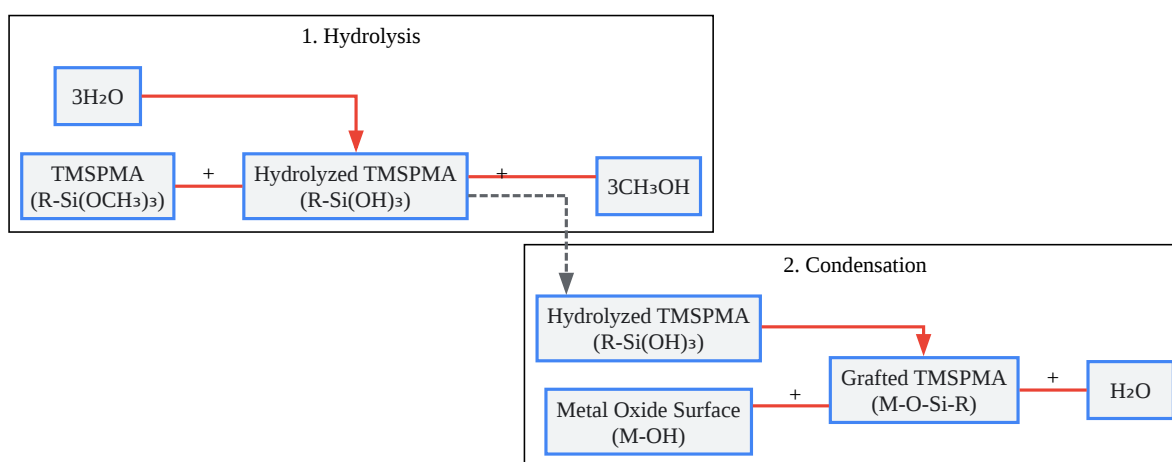 1. Hydrolysis
3H₂O
TMSPMA
(R-Si(OCH₃)₃)
+
Hydrolyzed TMSPMA
(R-Si(OH)₃)
+
3CH₃OH
2. Condensation
Hydrolyzed TMSPMA
(R-Si(OH)₃)
Metal Oxide Surface
(M-OH)
+
Grafted TMSPMA
(M-O-Si-R)
+
H₂O